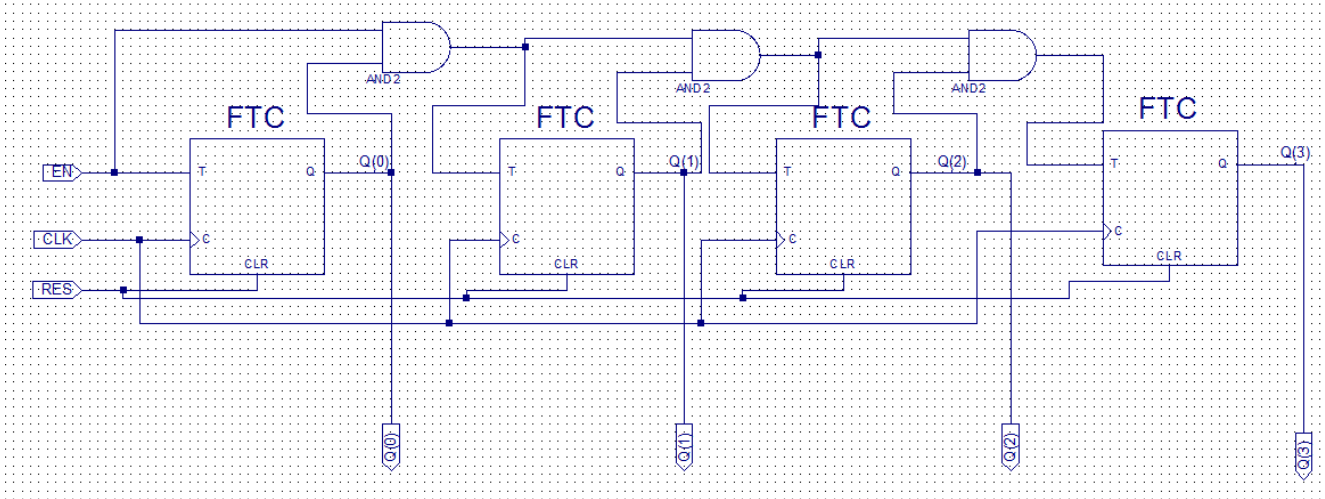 AND2
AND2
AND2
FTC
FTC
FTC
FTC
EN
T
Q
Q(0)
T
Q
Q(1)
T
Q
Q(2)
T
Q
Q(3)
CLK
C
C
C
C
RES
CLR
CLR
CLR
CLR
Q(0)
Q(1)
Q(2)
Q(3)